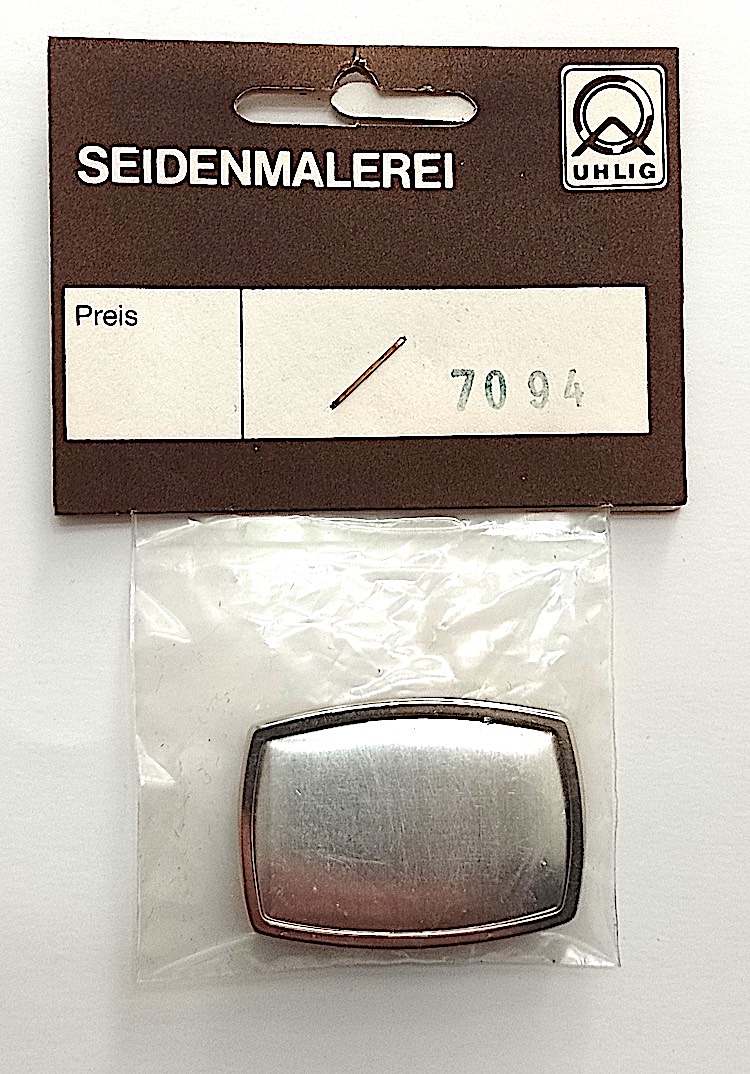 SEIDENMALEREI
UHLIG
Preis
7094